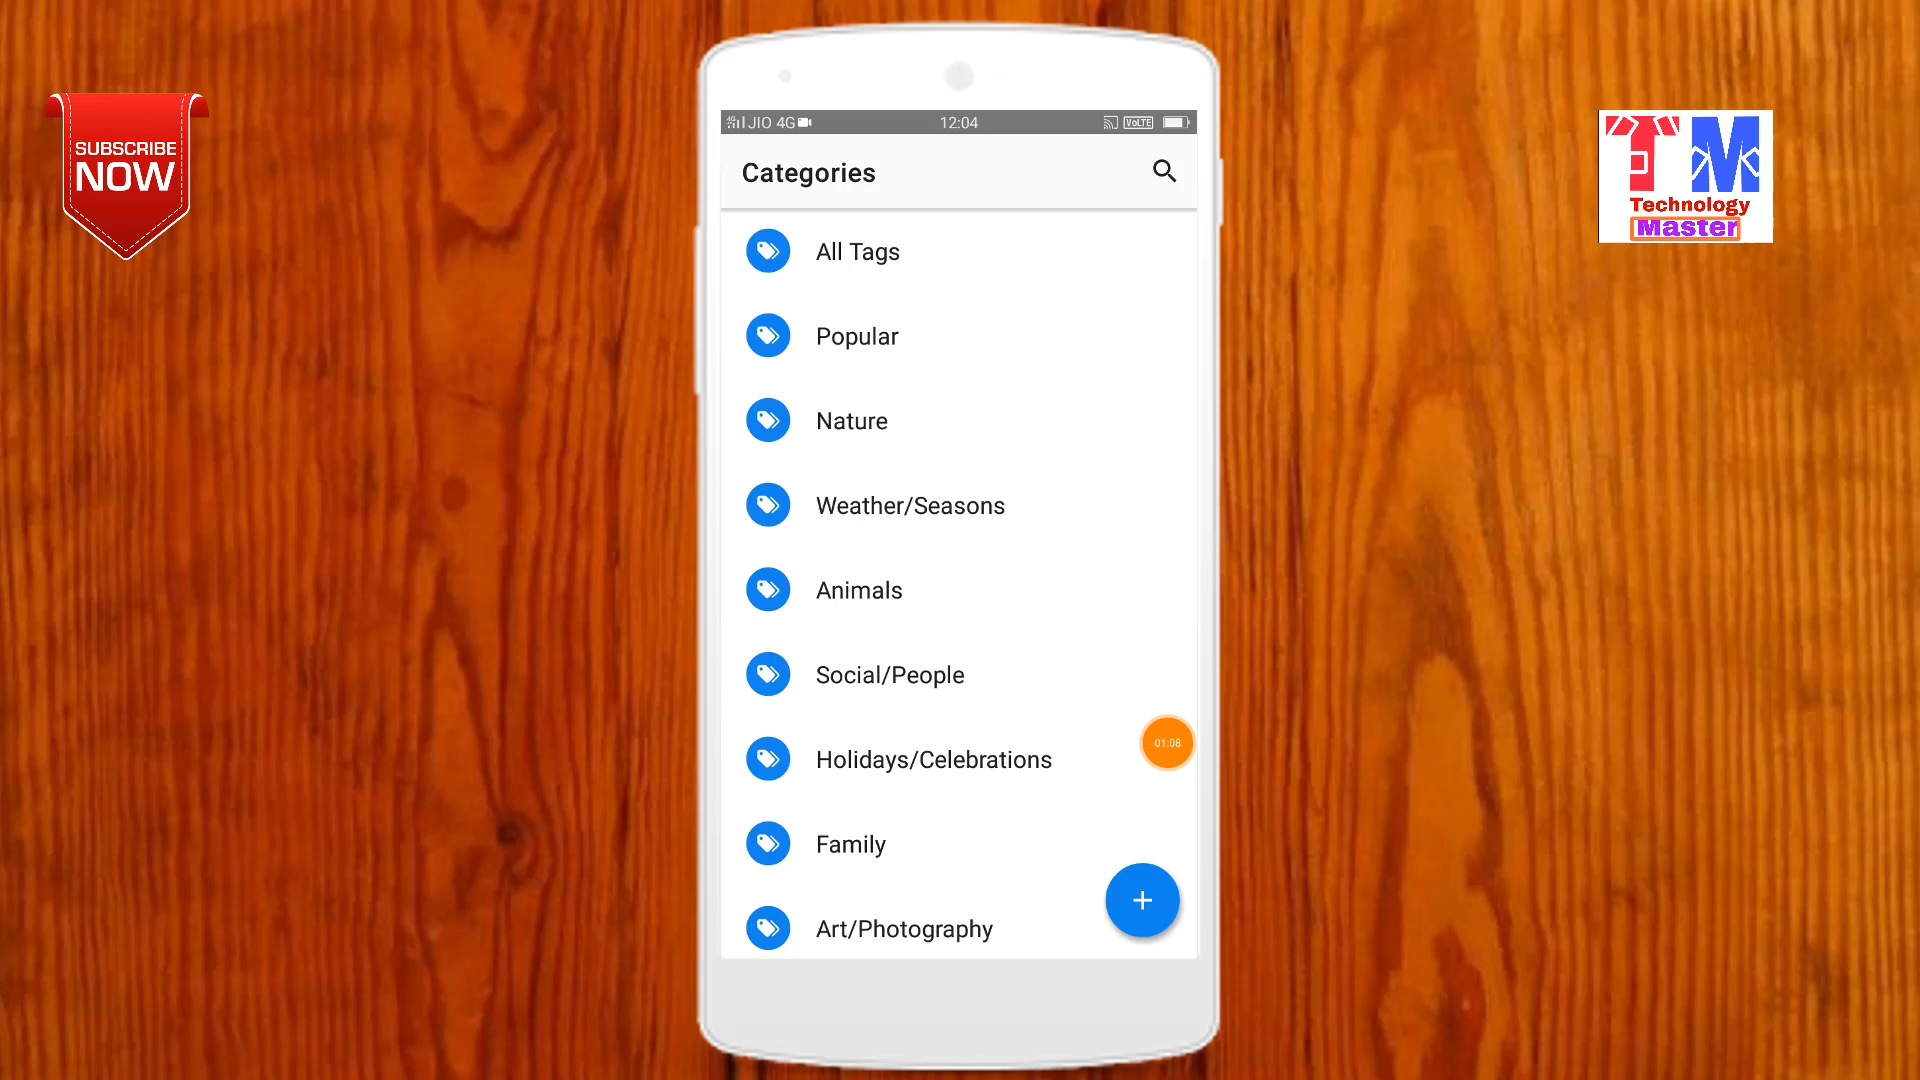 SUBSCRIBE
NOW
JIO 4G
12:04
VoLTE
Categories
TM
Technology
Master
All Tags
Popular
Nature
Weather/Seasons
Animals
Social/People
Holidays/Celebrations
01:08
Family
+
Art/Photography